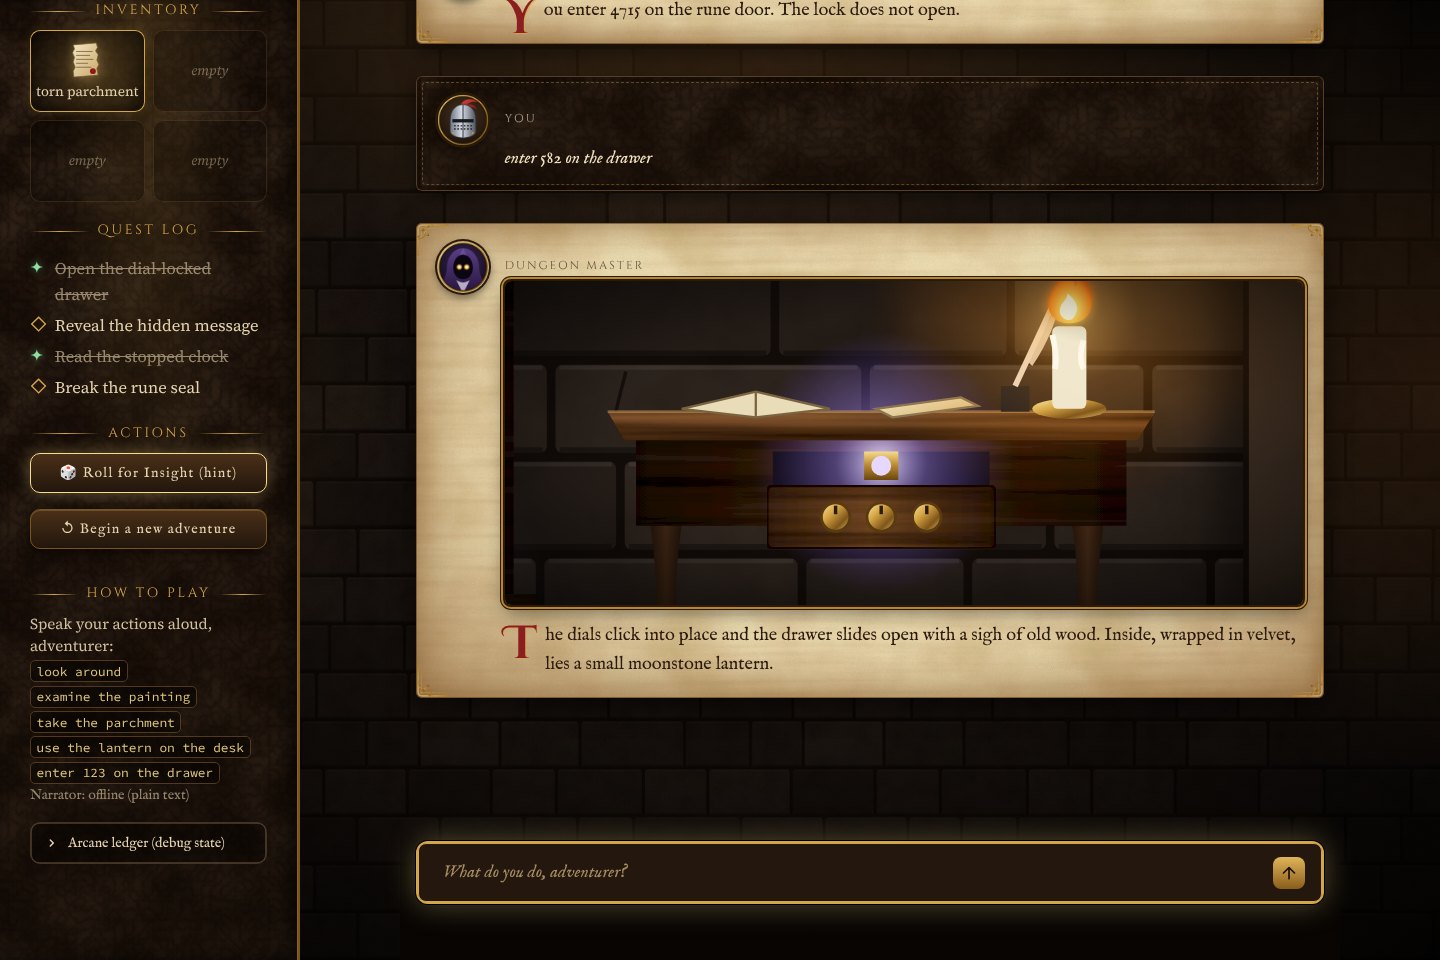 INVENTORY
torn parchment
empty
empty
empty
QUEST LOG
Open the dial-locked
drawer
Reveal the hidden message
Read the stopped clock
Break the rune seal
ACTIONS
Roll for Insight (hint)
Begin a new adventure
HOW TO PLAY
Speak your actions aloud,
adventurer:
look around
examine the painting
take the parchment
use the lantern on the desk
enter 123 on the drawer
Narrator: offline (plain text)
Arcane ledger (debug state)
You enter 4715 on the rune door. The lock does not open.
YOU
enter 582 on the drawer
DUNGEON MASTER
The dials click into place and the drawer slides open with a sigh of old wood. Inside, wrapped in velvet,
lies a small moonstone lantern.
What do you do, adventurer?